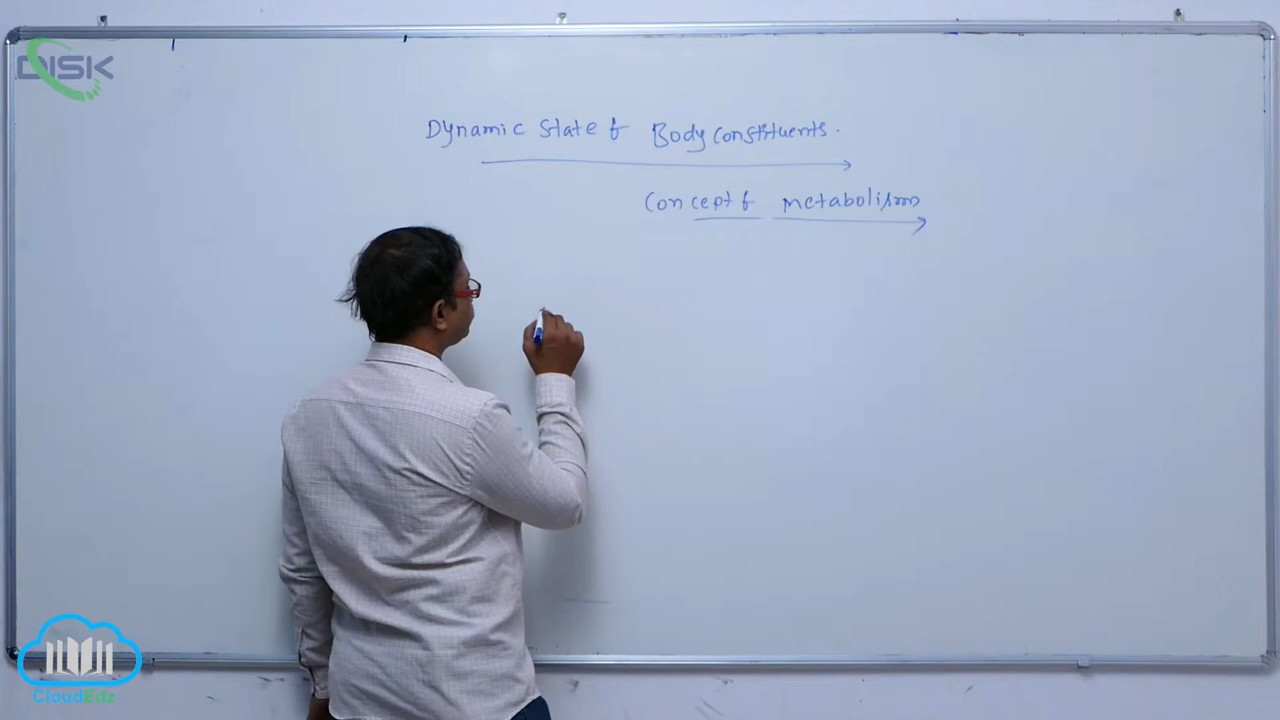 DISK
Dynamic State of Body constituents.
Concept of metabolism
CloudEdz